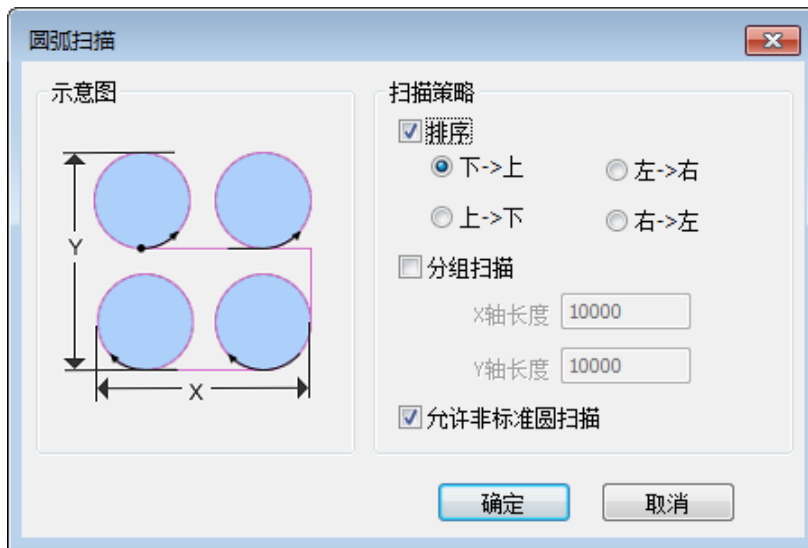 圆弧扫描
示意图
Y
X
扫描策略
排序
下->上
左->右
上->下
右->左
分组扫描
X轴长度 10000
Y轴长度 10000
允许非标准圆扫描
确定
取消